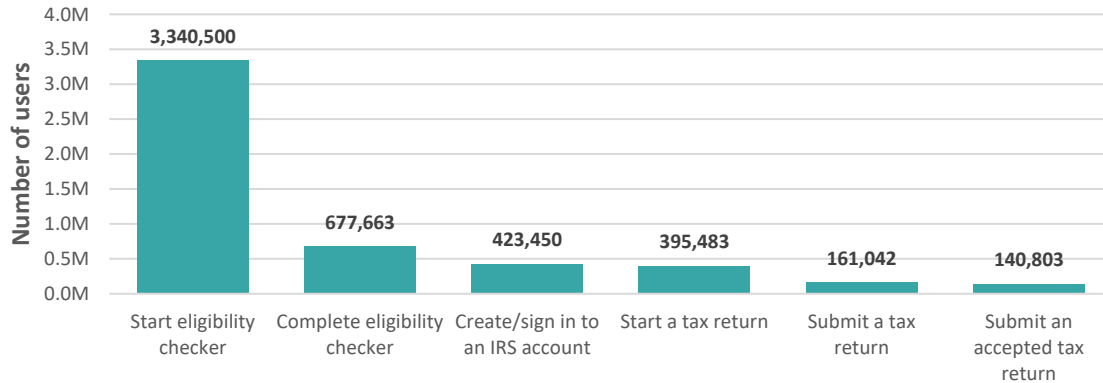 Number of users
4.0M
3.5M
3.0M
2.5M
2.0M
1.5M
1.0M
0.5M
0.0M
3,340,500
677,663
423,450
395,483
161,042
140,803
Start eligibility
checker
Complete eligibility
checker
Create/sign in to
an IRS account
Start a tax return
Submit a tax
return
Submit an
accepted tax
return